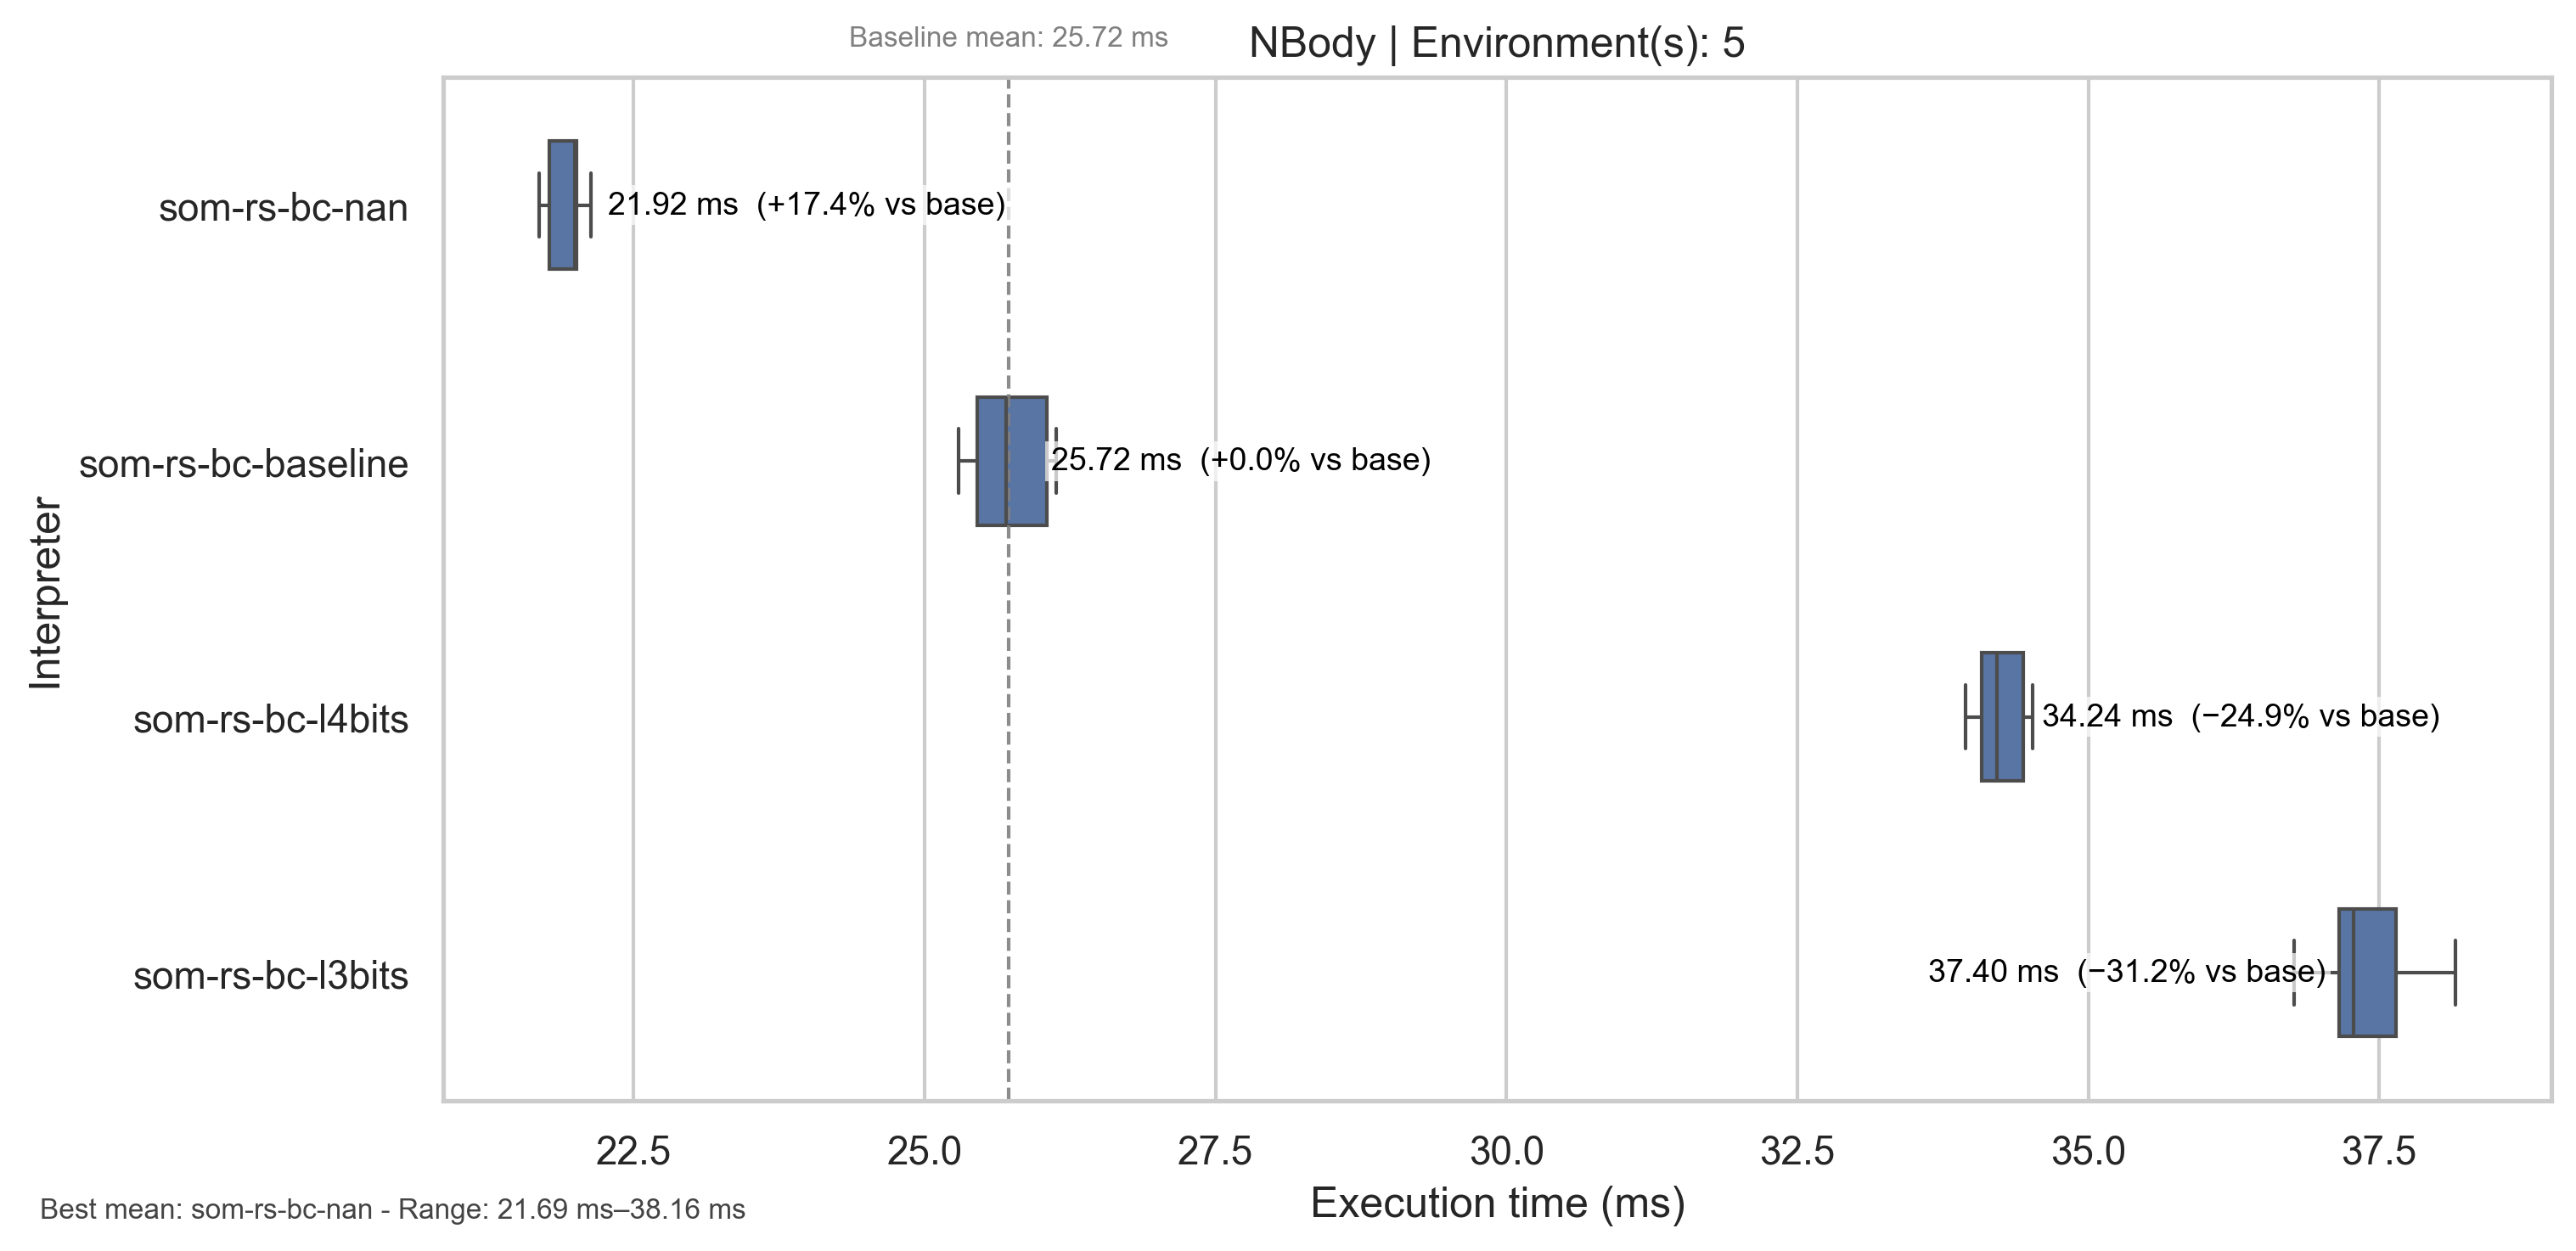 Baseline mean: 25.72 ms
NBody | Environment(s): 5
som-rs-bc-nan
21.92 ms (+17.4% vs base)
som-rs-bc-baseline
25.72 ms (+0.0% vs base)
Interpreter
som-rs-bc-l4bits
34.24 ms (−24.9% vs base)
som-rs-bc-l3bits
37.40 ms (−31.2% vs base)
22.5 25.0 27.5 30.0 32.5 35.0 37.5
Execution time (ms)
Best mean: som-rs-bc-nan - Range: 21.69 ms–38.16 ms